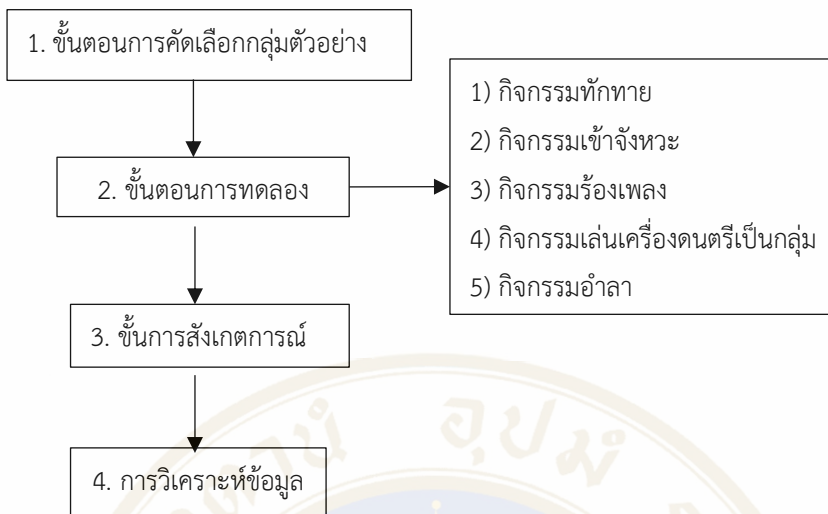 1. ขั้นตอนการคัดเลือกกลุ่มตัวอย่าง
2. ขั้นตอนการทดลอง
1) กิจกรรมทักทาย
2) กิจกรรมเข้าจังหวะ
3) กิจกรรมร้องเพลง
4) กิจกรรมเล่นเครื่องดนตรีเป็นกลุ่ม
5) กิจกรรมอำลา
3. ขั้นการสังเกตการณ์
4. การวิเคราะห์ข้อมูล
อุปมํ